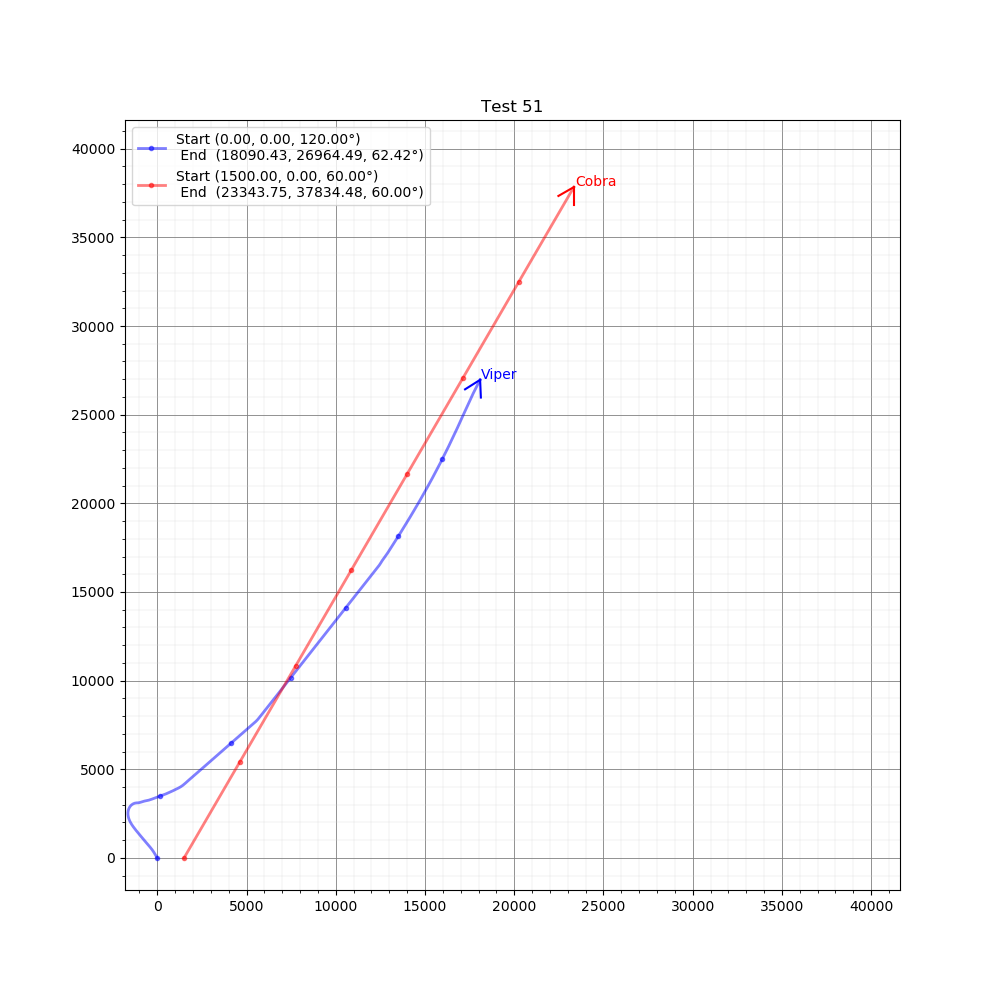 Test 51
Start (0.00, 0.00, 120.00°)
End (18090.43, 26964.49, 62.42°)
Start (1500.00, 0.00, 60.00°)
End (23343.75, 37834.48, 60.00°)
40000
35000
30000
25000
20000
15000
10000
5000
0
Cobra
Viper
0 5000 10000 15000 20000 25000 30000 35000 40000